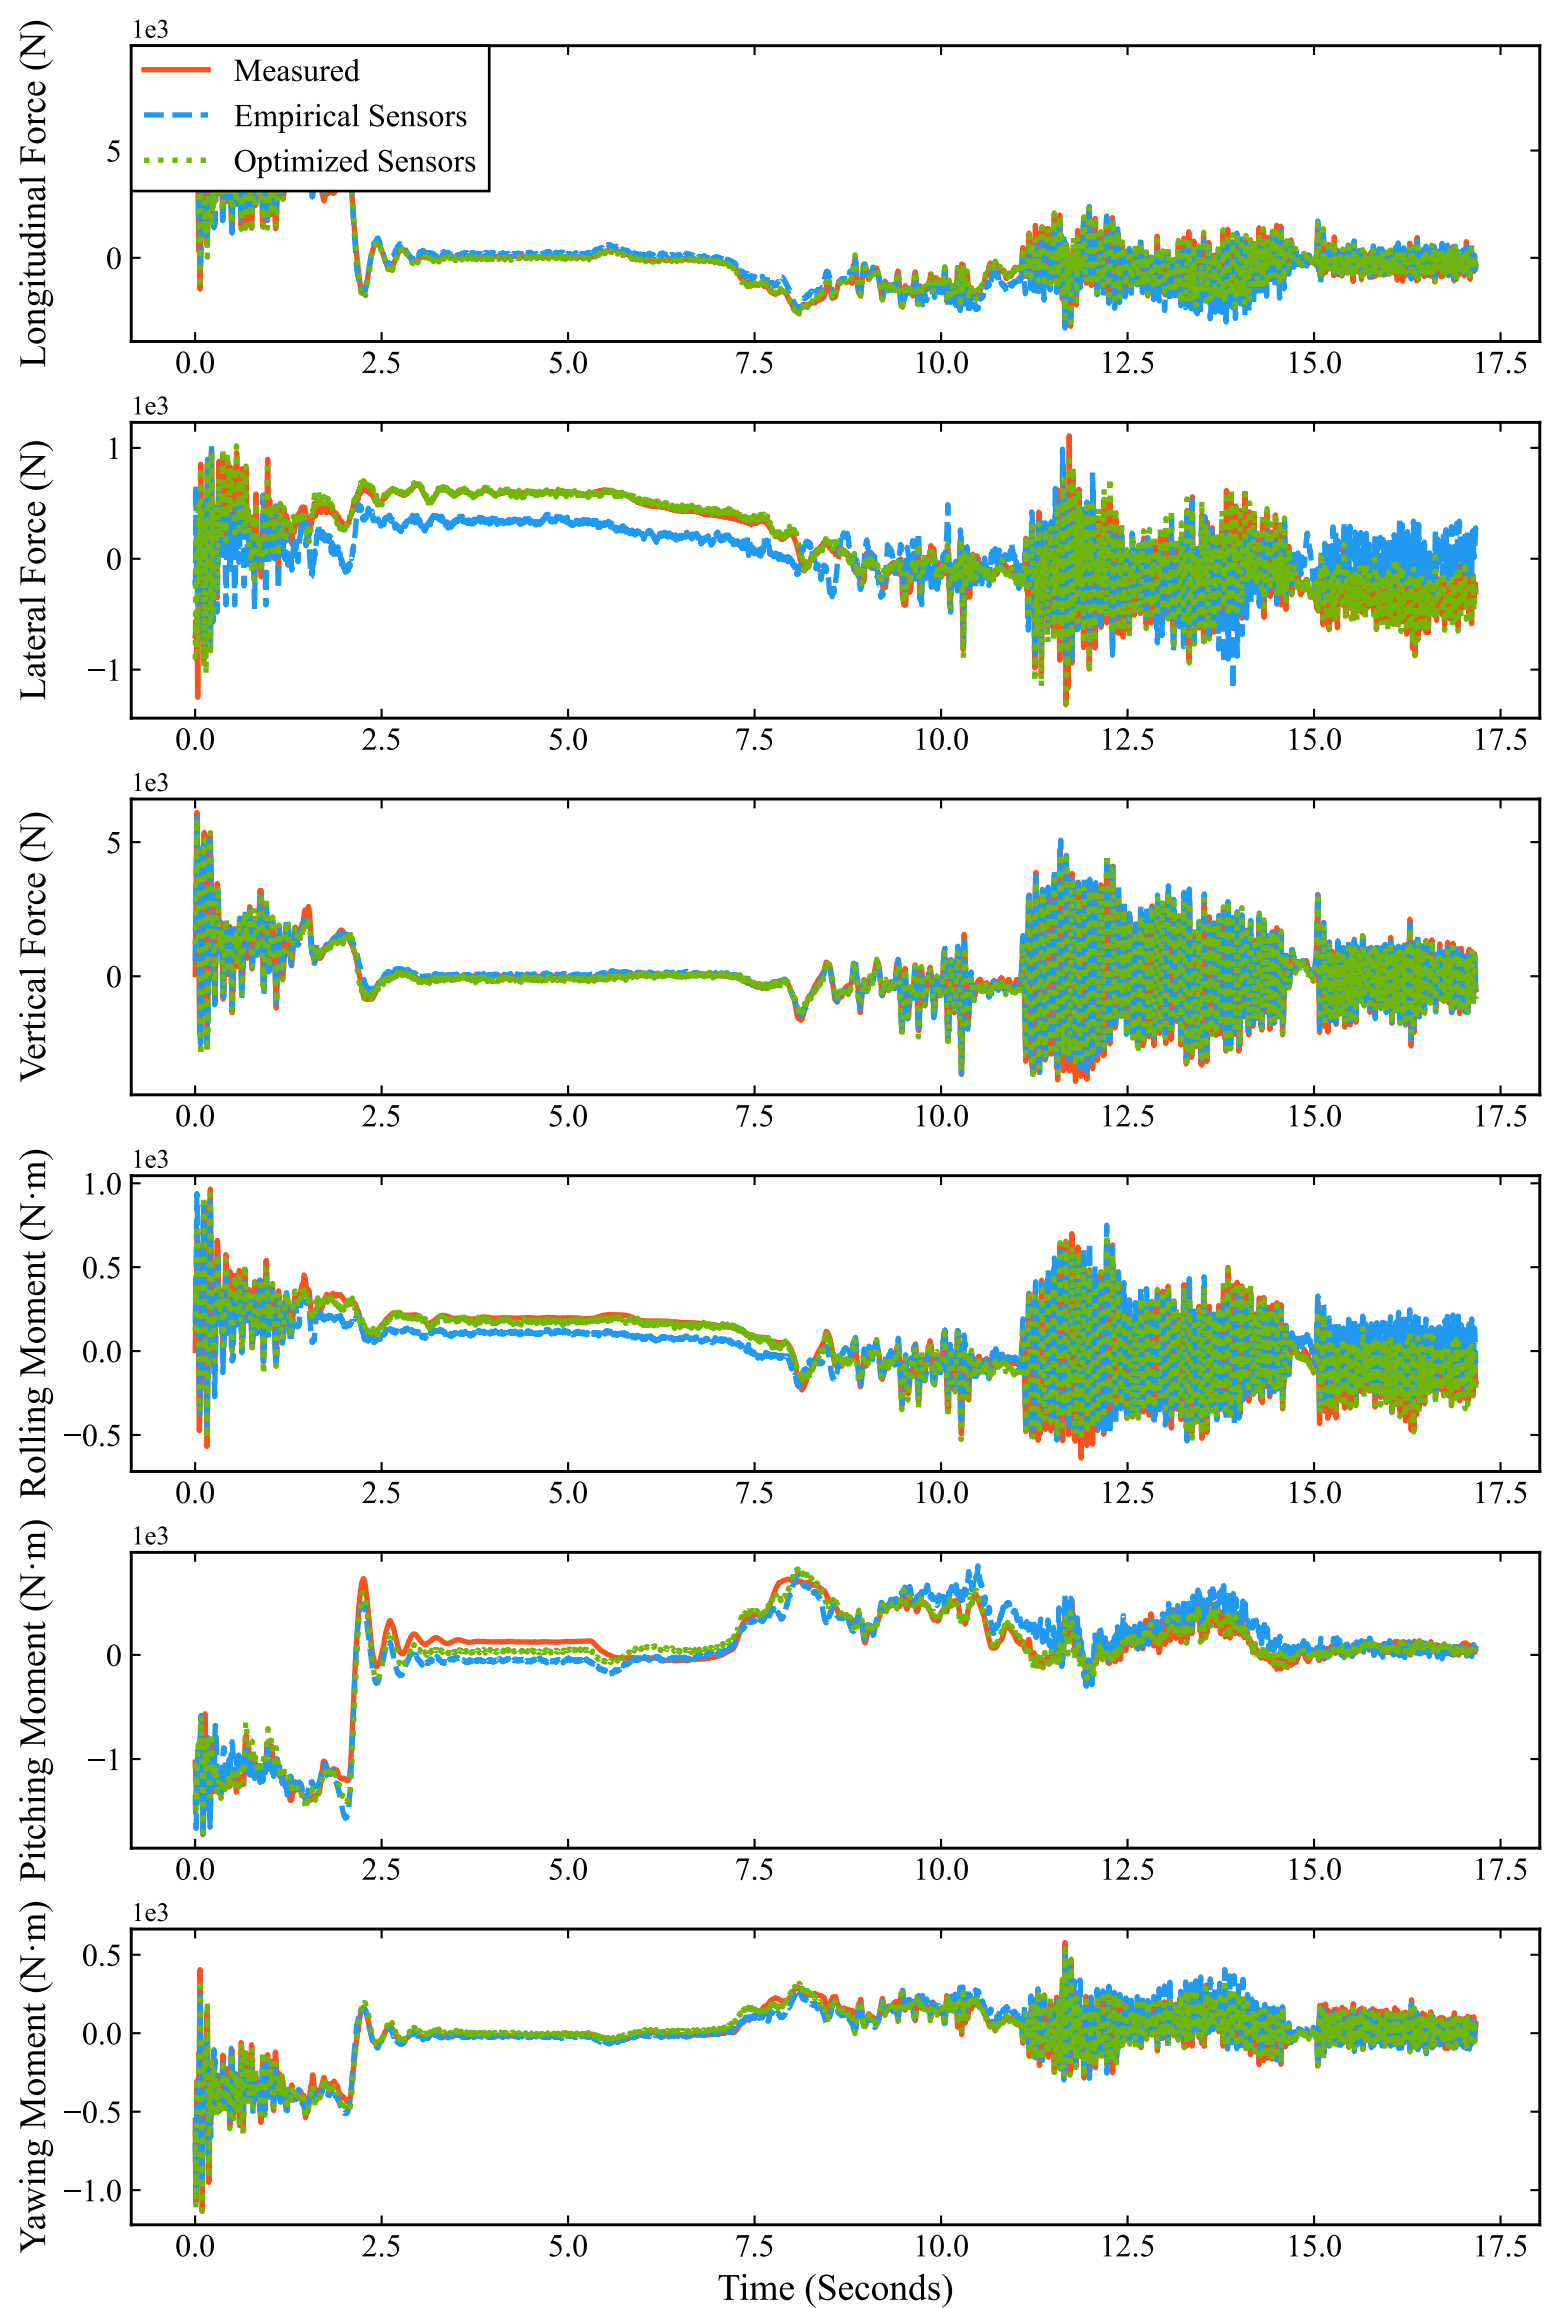 1e3
Longitudinal Force (N)
Measured
Empirical Sensors
Optimized Sensors
5
0
0.0 2.5 5.0 7.5 10.0 12.5 15.0 17.5
1e3
Lateral Force (N)
1
0
−1
0.0 2.5 5.0 7.5 10.0 12.5 15.0 17.5
1e3
Vertical Force (N)
5
0
0.0 2.5 5.0 7.5 10.0 12.5 15.0 17.5
1e3
Rolling Moment (N·m)
1.0
0.5
0.0
−0.5
0.0 2.5 5.0 7.5 10.0 12.5 15.0 17.5
1e3
Pitching Moment (N·m)
0
−1
0.0 2.5 5.0 7.5 10.0 12.5 15.0 17.5
1e3
Yawing Moment (N·m)
0.5
0.0
−0.5
−1.0
0.0 2.5 5.0 7.5 10.0 12.5 15.0 17.5
Time (Seconds)